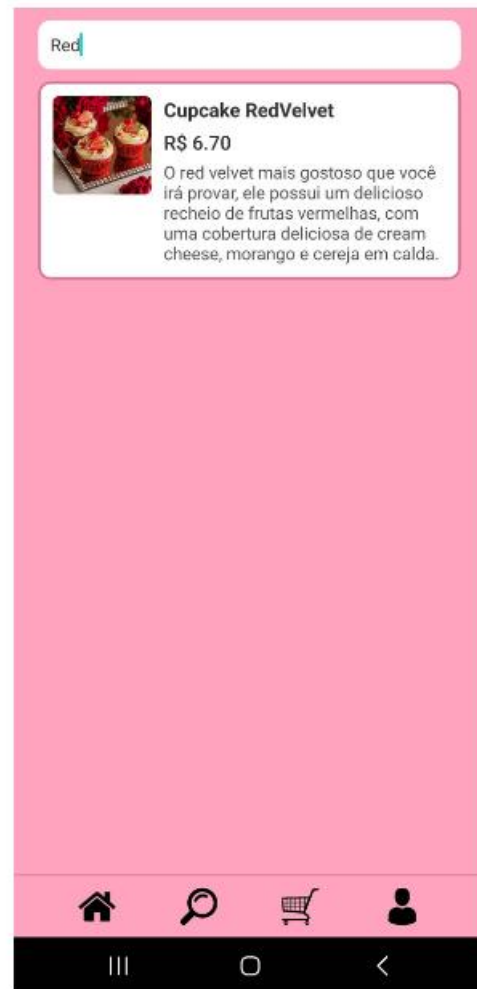 Red
Cupcake RedVelvet
R$ 6.70
O red velvet mais gostoso que você
irá provar, ele possui um delicioso
recheio de frutas vermelhas, com
uma cobertura deliciosa de cream
cheese, morango e cereja em calda.